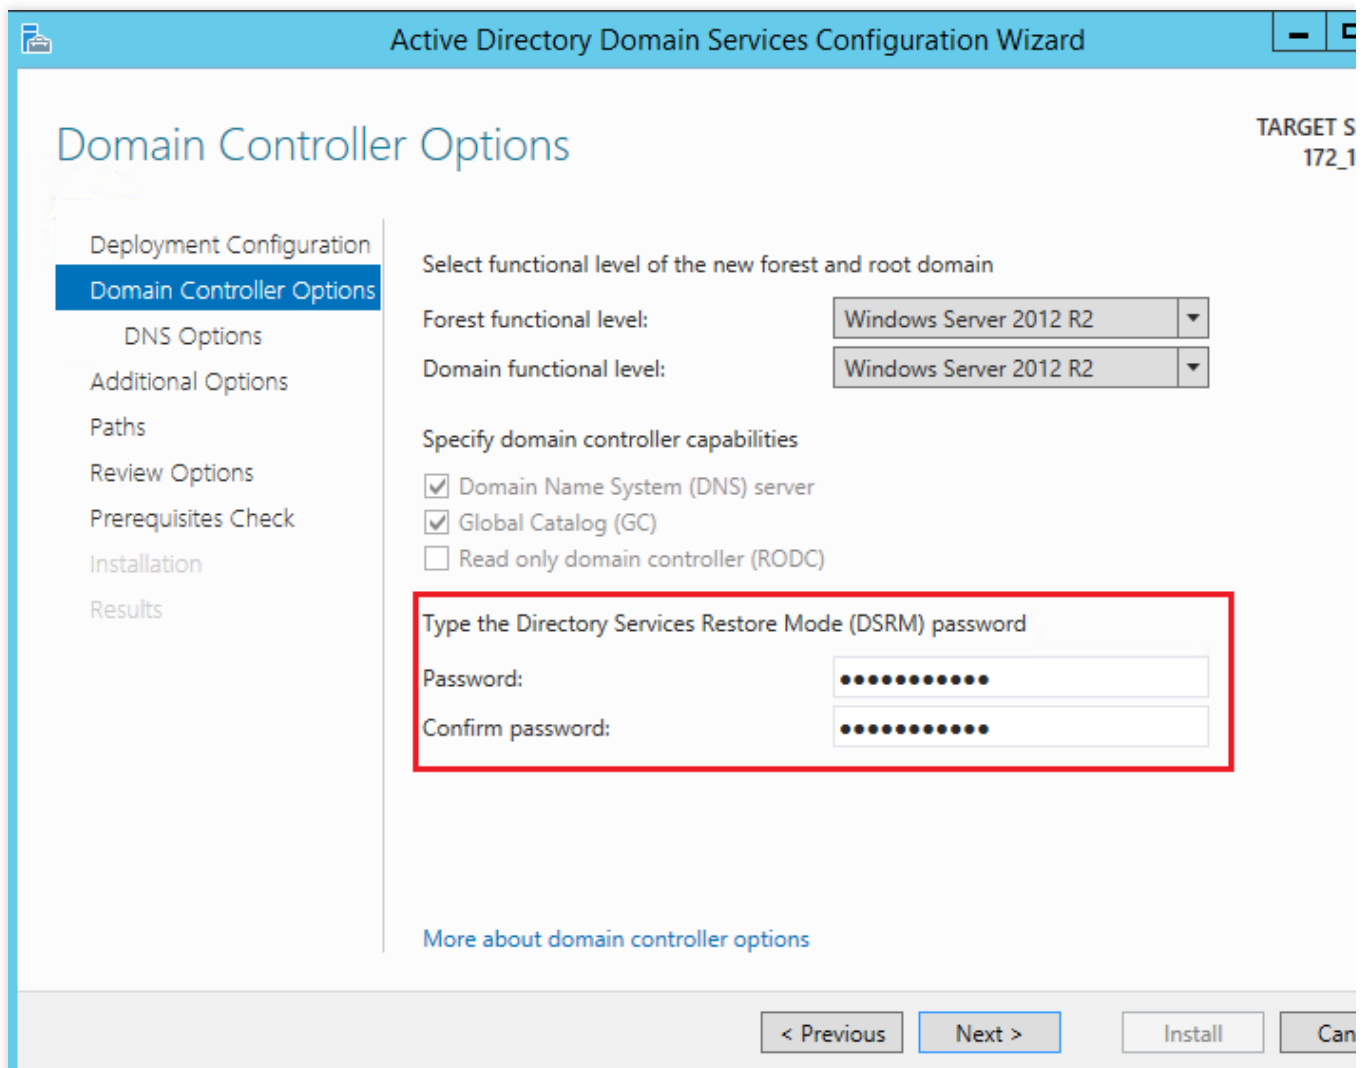 Active Directory Domain Services Configuration Wizard
Domain Controller Options
TARGET S
172_1
Deployment Configuration
Domain Controller Options
DNS Options
Additional Options
Paths
Review Options
Prerequisites Check
Installation
Results
Select functional level of the new forest and root domain
Forest functional level: Windows Server 2012 R2
Domain functional level: Windows Server 2012 R2
Specify domain controller capabilities
Domain Name System (DNS) server
Global Catalog (GC)
Read only domain controller (RODC)
Type the Directory Services Restore Mode (DSRM) password
Password: •••••••••••
Confirm password: •••••••••••
More about domain controller options
< Previous Next > Install Can